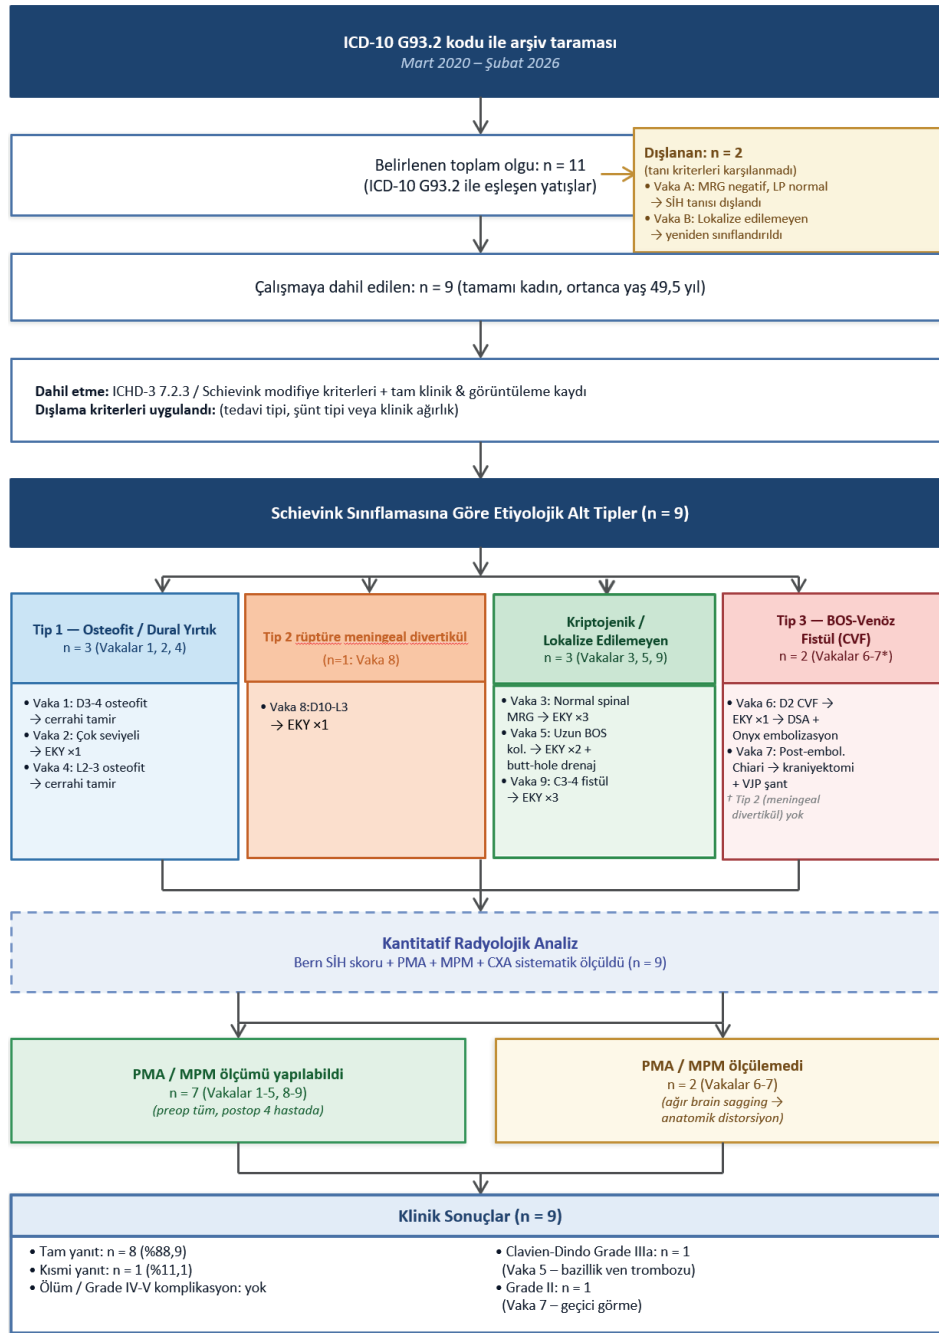 ICD-10 G93.2 kodu ile arşiv taraması
Mart 2020 – Şubat 2026
Belirlenen toplam olgu: n = 11
(ICD-10 G93.2 ile eşleşen yatışlar)
Dışlanan: n = 2
(tanı kriterleri karşılanmadı)
• Vaka A: MRG negatif, LP normal
→ SİH tanısı dışlandı
• Vaka B: Lokalize edilemeyen
→ yeniden sınıflandırıldı
Çalışmaya dahil edilen: n = 9 (tamamı kadın, ortanca yaş 49,5 yıl)
Dahil etme: ICHD-3 7.2.3 / Schievink modifiye kriterleri + tam klinik & görüntüleme kaydı
Dışlama kriterleri uygulandı: (tedavi tipi, şünt tipi veya klinik ağırlık)
Schievink Sınıflamasına Göre Etiyolojik Alt Tipler (n = 9)
Tip 1 — Osteofit / Dural Yırtık
n = 3 (Vakalar 1, 2, 4)
• Vaka 1: D3-4 osteofit
→ cerrahi tamir
• Vaka 2: Çok seviyeli
→ EKY ×1
• Vaka 4: L2-3 osteofit
→ cerrahi tamir
Tip 2 rüptüre meningeal divertikül
(n=1: Vaka 8)
• Vaka 8:D10-L3
→ EKY ×1
Kriptojenik /
Lokalize Edilemeyen
n = 3 (Vakalar 3, 5, 9)
• Vaka 3: Normal spinal
MRG → EKY ×3
• Vaka 5: Uzun BOS
kol. → EKY ×2 +
butt-hole drenaj
• Vaka 9: C3-4 fistül
→ EKY ×3
Tip 3 — BOS-Venöz
Fistül (CVF)
n = 2 (Vakalar 6-7*)
• Vaka 6: D2 CVF →
EKY ×1 → DSA +
Onyx embolizasyon
• Vaka 7: Post-embol.
Chiari → kraniyektomi
+ VJP şant
† Tip 2 (meningeal
divertikül) yok
Kantitatif Radyolojik Analiz
Bern SİH skoru + PMA + MPM + CXA sistematik ölçüldü (n = 9)
PMA / MPM ölçümü yapılabildi
n = 7 (Vakalar 1-5, 8-9)
(preop tüm, postop 4 hastada)
PMA / MPM ölçülemedi
n = 2 (Vakalar 6-7)
(ağır brain sagging →
anatomik distorsiyon)
Klinik Sonuçlar (n = 9)
• Tam yanıt: n = 8 (%88,9)
• Kısmi yanıt: n = 1 (%11,1)
• Ölüm / Grade IV-V komplikasyon: yok
• Clavien-Dindo Grade IIIa: n = 1
(Vaka 5 – bazillik ven trombozu)
• Grade II: n = 1
(Vaka 7 – geçici görme)